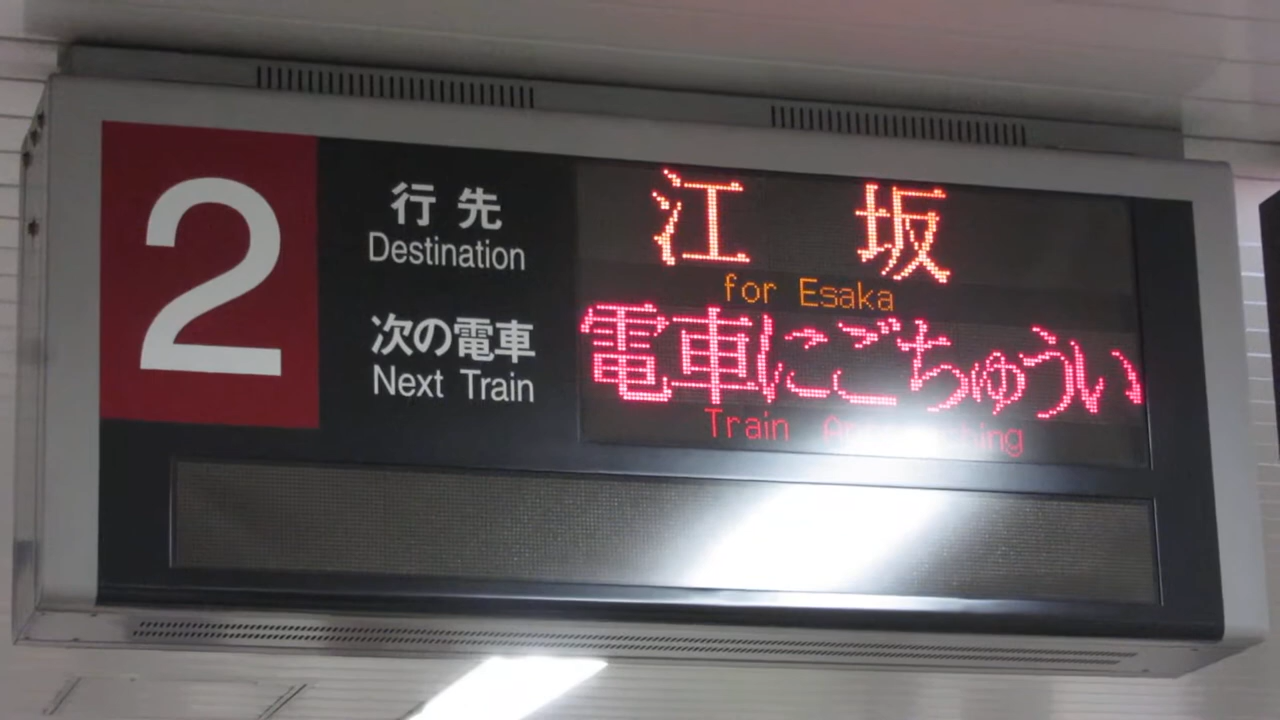 2
行先
Destination
江 坂
for Esaka
次の電車
Next Train
電車にごちゅうい
Train Approaching